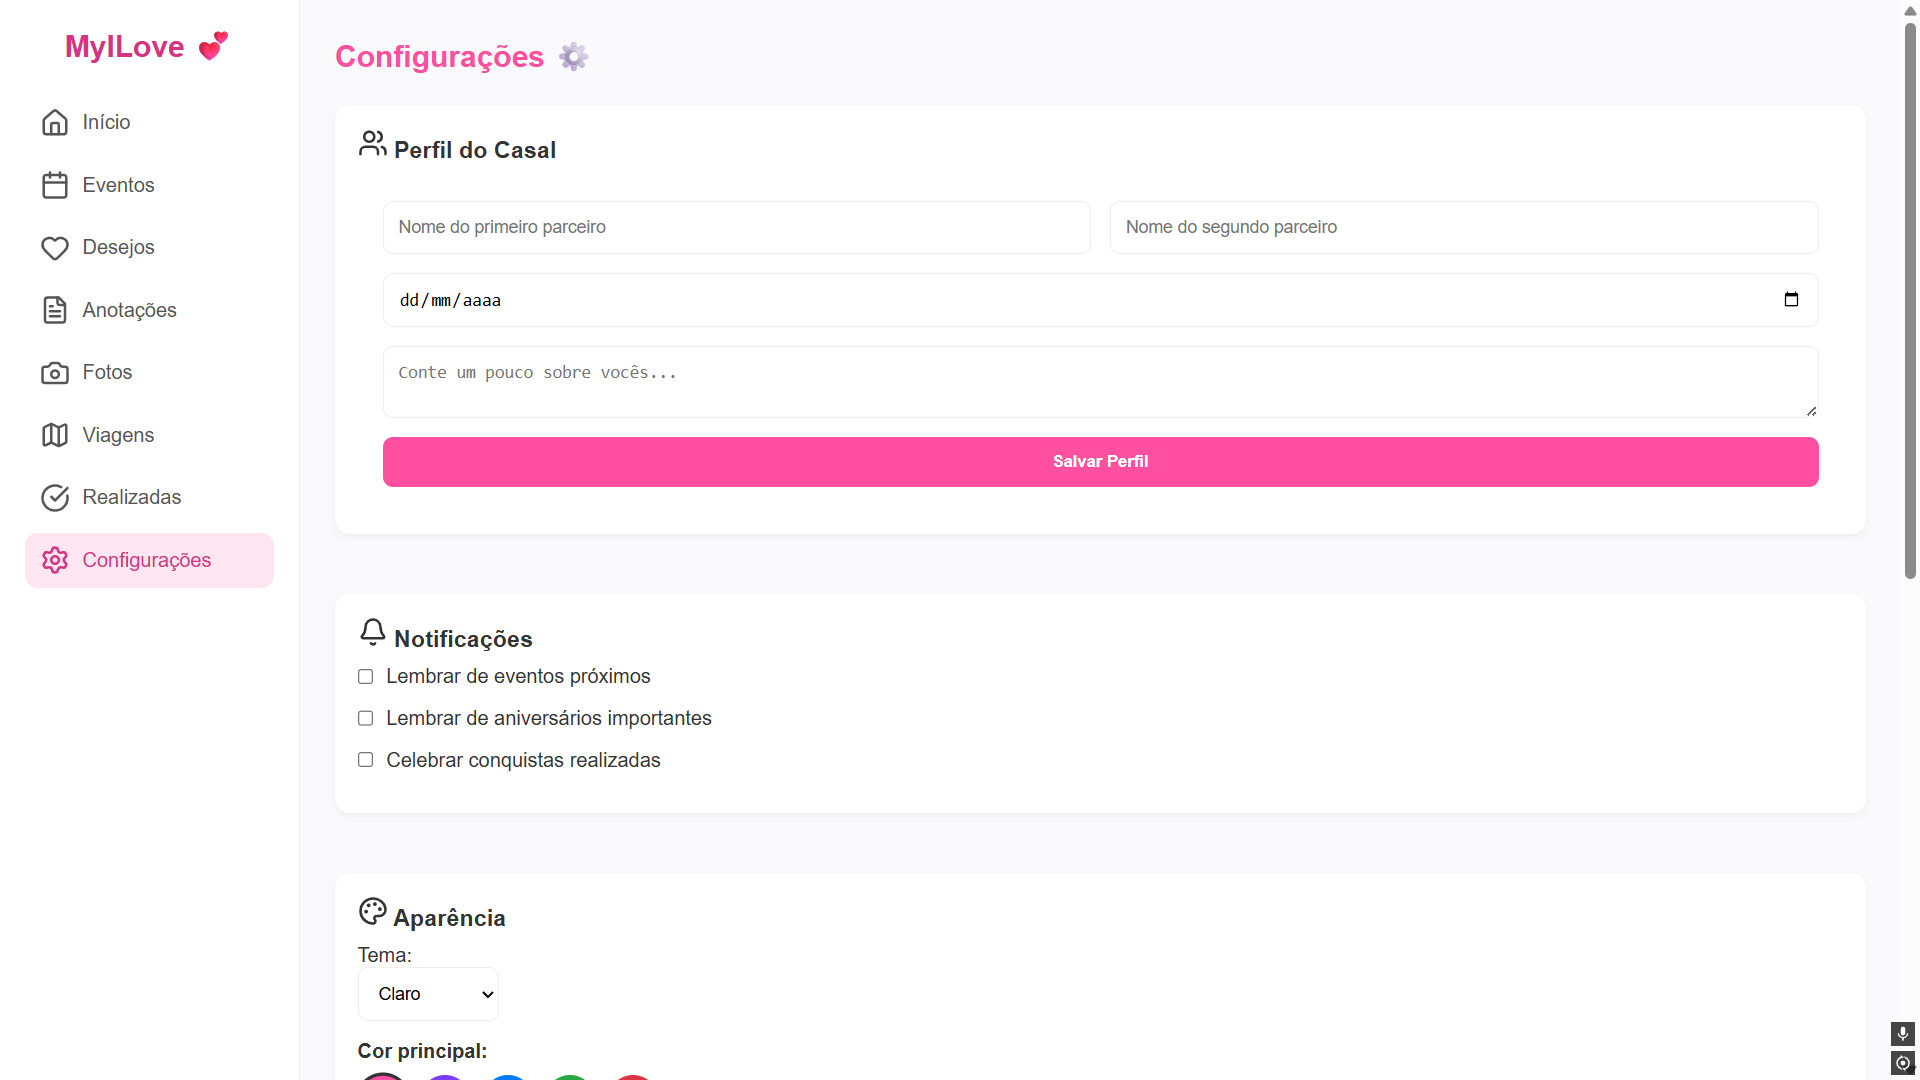 MyILove
Início
Eventos
Desejos
Anotações
Fotos
Viagens
Realizadas
Configurações
Configurações
Perfil do Casal
Nome do primeiro parceiro
Nome do segundo parceiro
dd/mm/aaaa
Conte um pouco sobre vocês...
Salvar Perfil
Notificações
Lembrar de eventos próximos
Lembrar de aniversários importantes
Celebrar conquistas realizadas
Aparência
Tema:
Claro
Cor principal: